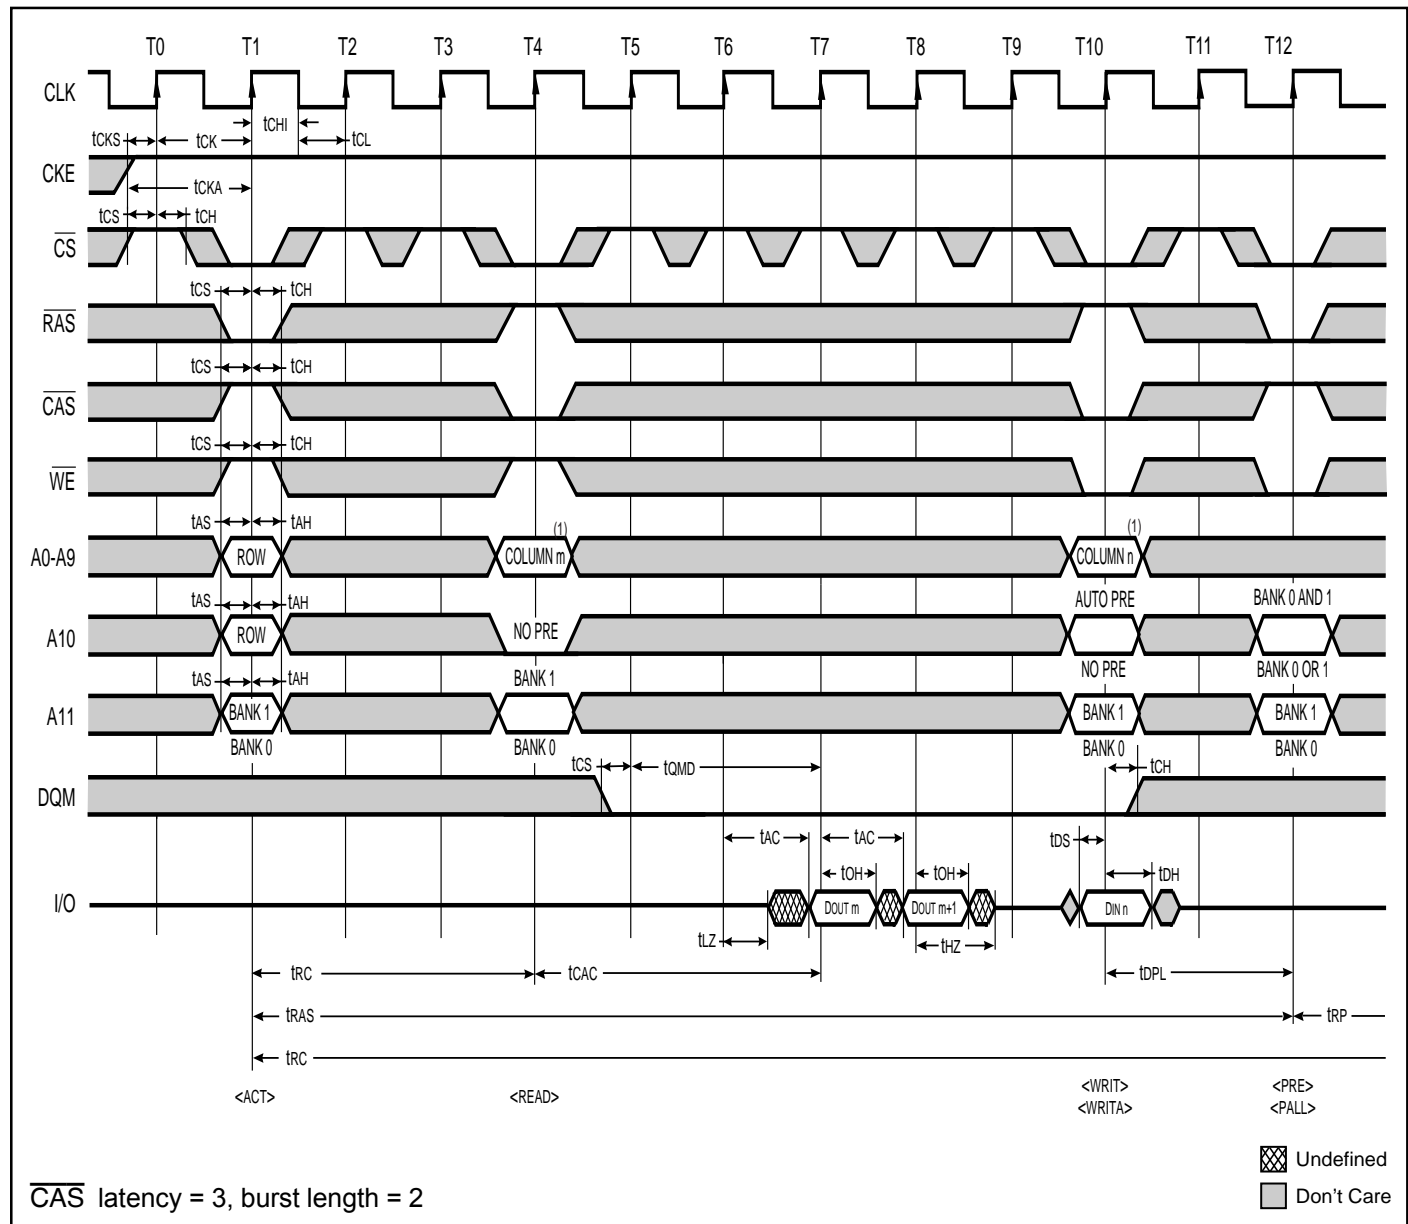 T0 T1 T2 T3 T4 T5 T6 T7 T8 T9 T10 T11 T12
CLK
tCHI
tCKS tCK tCL
CKE
tCKA
tCS tCH
CS
tCS tCH
RAS
tCS tCH
CAS
tCS tCH
WE
tAS tAH (1) (1)
A0-A9 ROW COLUMN m COLUMN n
tAS tAH AUTO PRE BANK 0 AND 1
A10 ROW NO PRE
tAS tAH BANK 1 NO PRE BANK 0 OR 1
A11 BANK 1 BANK 1 BANK 1
BANK 0 BANK 0 BANK 0 BANK 0
tCS tQMD tCH
DQM
tAC tAC tDS
tOH tOH tDH
I/O DOUT m DOUT m+1 DIN n
tLZ tHZ
tRC tCAC tDPL
tRAS tRP
tRC
<ACT> <READ> <WRIT> <PRE>
<WRITA> <PALL>
Undefined
Don't Care
CAS latency = 3, burst length = 2